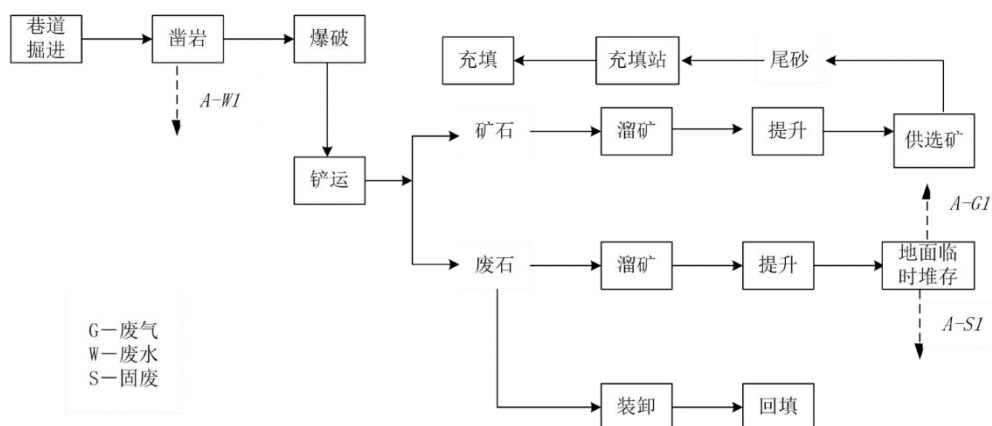 巷道
掘进
凿岩
爆破
A-W1
充填
充填站
尾砂
铲运
矿石
溜矿
提升
供选矿
A-G1
废石
溜矿
提升
地面临
时堆存
A-S1
G－废气
W－废水
S－固废
装卸
回填